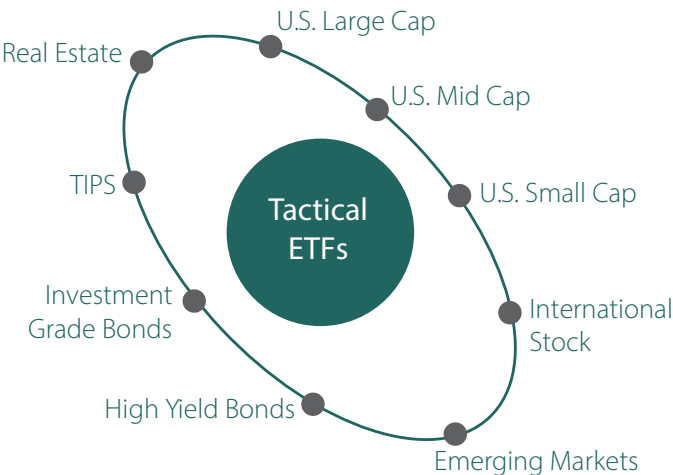 U.S. Large Cap
Real Estate
U.S. Mid Cap
TIPS
U.S. Small Cap
Tactical
ETFs
Investment
Grade Bonds
International
Stock
High Yield Bonds
Emerging Markets